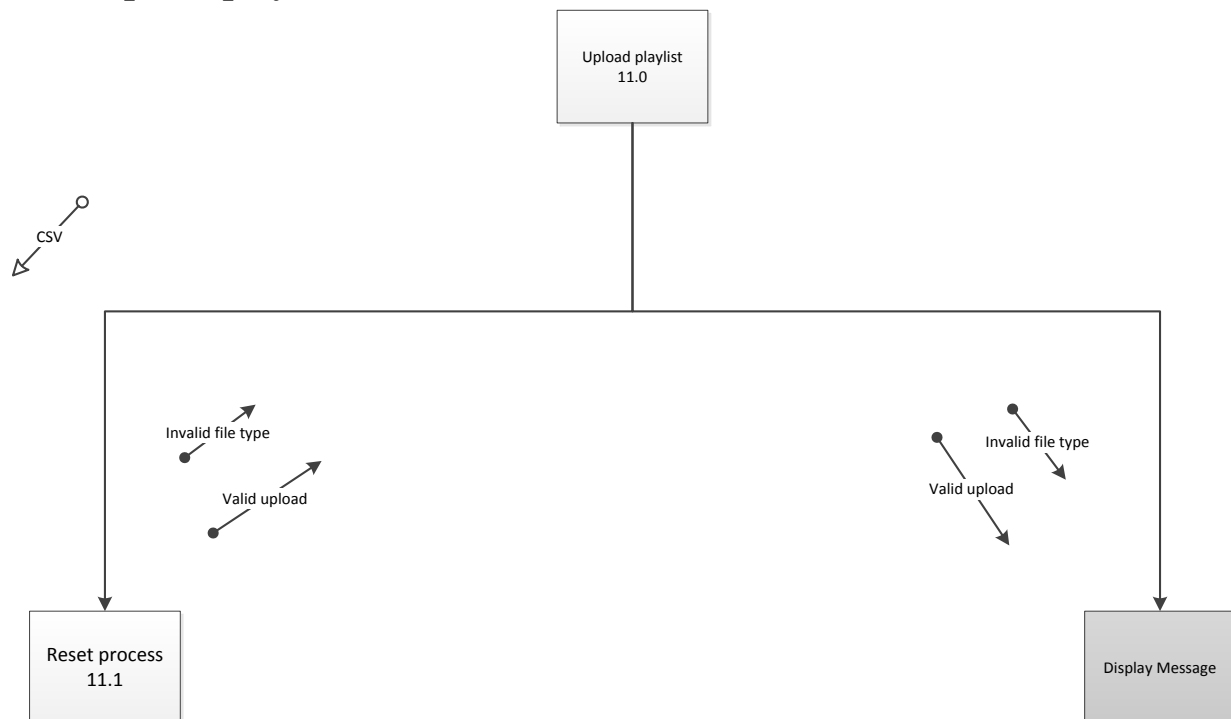 Upload playlist
11.0
CSV
Invalid file type
Valid upload
Invalid file type
Valid upload
Reset process
11.1
Display Message